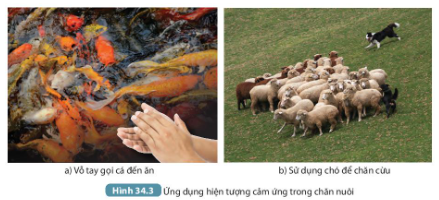 a) Vỗ tay gọi cá đến ăn
b) Sử dụng chó để chăn cừu
Hình 34.3 Ứng dụng hiện tượng cảm ứng trong chăn nuôi